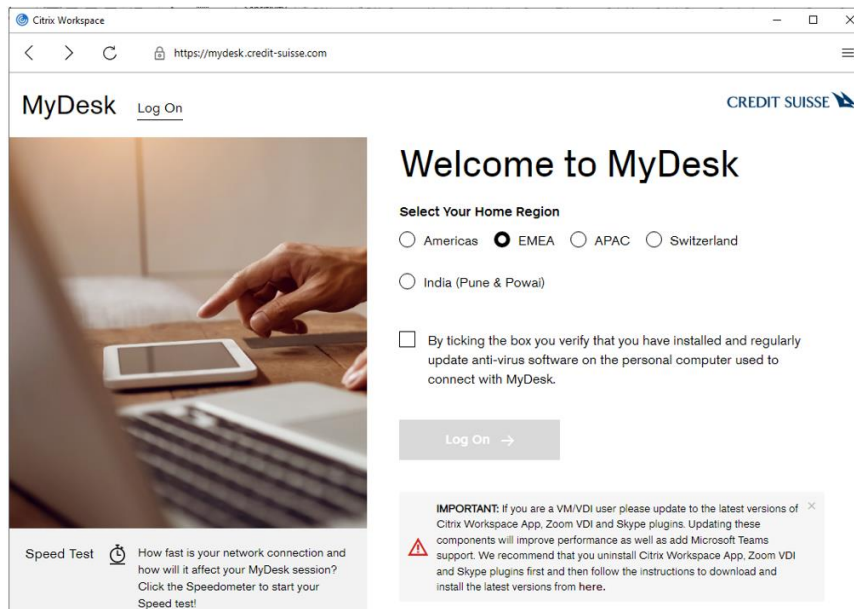 Citrix Workspace
https://mydesk.credit-suisse.com
MyDesk Log On
CREDIT SUISSE
Welcome to MyDesk
Select Your Home Region
Americas EMEA APAC Switzerland
India (Pune & Powai)
By ticking the box you verify that you have installed and regularly
update anti-virus software on the personal computer used to
connect with MyDesk.
Log On →
IMPORTANT: If you are a VM/VDI user please update to the latest versions of
Citrix Workspace App, Zoom VDI and Skype plugins. Updating these
components will improve performance as well as add Microsoft Teams
support. We recommend that you uninstall Citrix Workspace App, Zoom VDI
and Skype plugins first and then follow the instructions to download and
install the latest versions from here.
Speed Test
How fast is your network connection and
how will it affect your MyDesk session?
Click the Speedometer to start your
Speed test!